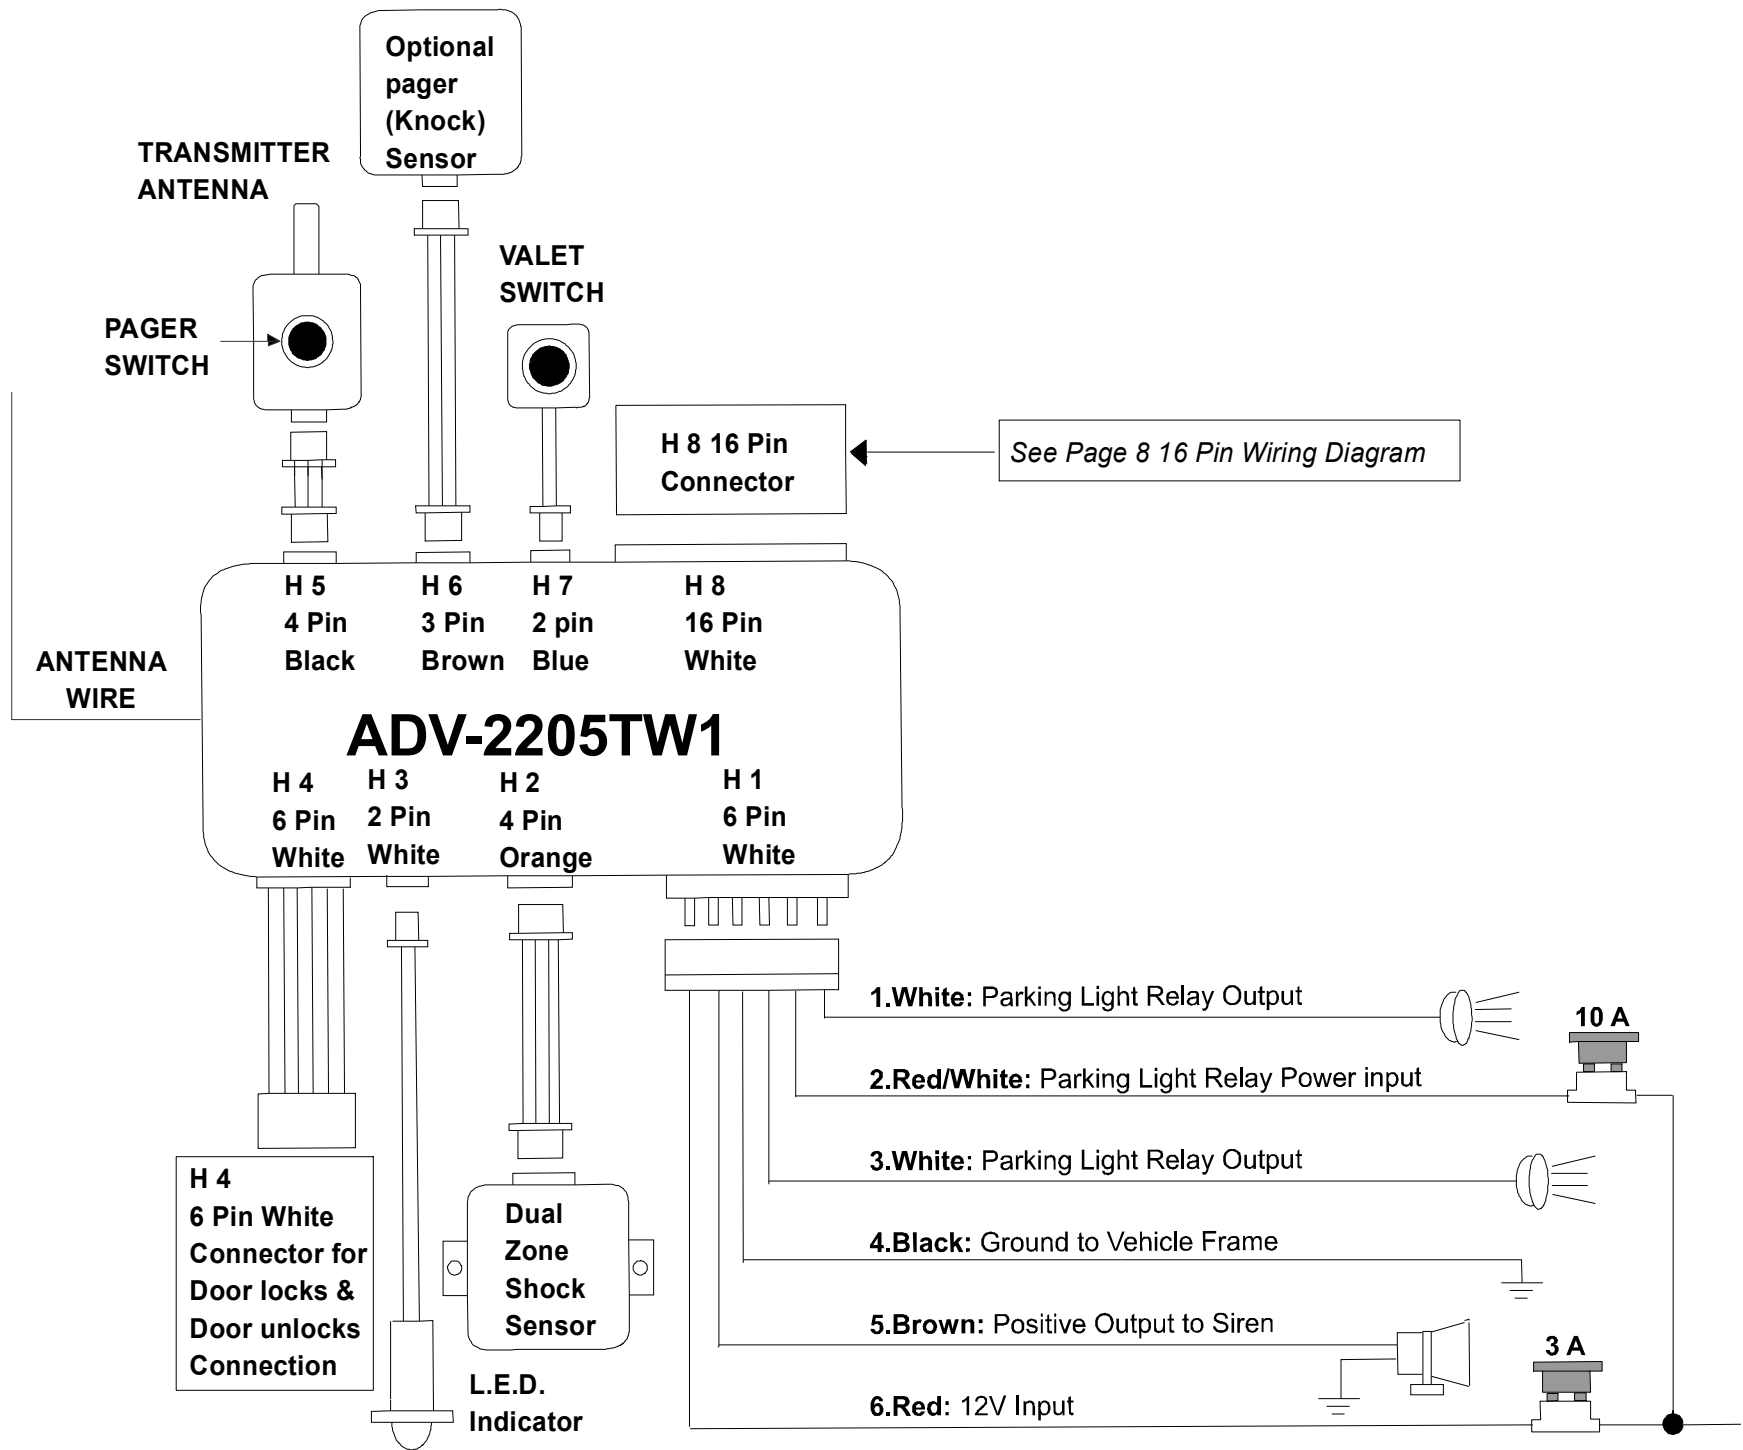 Optional
pager
(Knock)
Sensor
TRANSMITTER
ANTENNA
VALET
SWITCH
PAGER
SWITCH
H 8 16 Pin
Connector
See Page 8 16 Pin Wiring Diagram
H 5
4 Pin
Black
H 6
3 Pin
Brown
H 7
2 pin
Blue
H 8
16 Pin
White
ANTENNA
WIRE
ADV-2205TW1
H 4
6 Pin
White
H 3
2 Pin
White
H 2
4 Pin
Orange
H 1
6 Pin
White
1.White: Parking Light Relay Output
10 A
2.Red/White: Parking Light Relay Power input
3.White: Parking Light Relay Output
4.Black: Ground to Vehicle Frame
5.Brown: Positive Output to Siren
3 A
6.Red: 12V Input
H 4
6 Pin White
Connector for
Door locks &
Door unlocks
Connection
Dual
Zone
Shock
Sensor
L.E.D.
Indicator